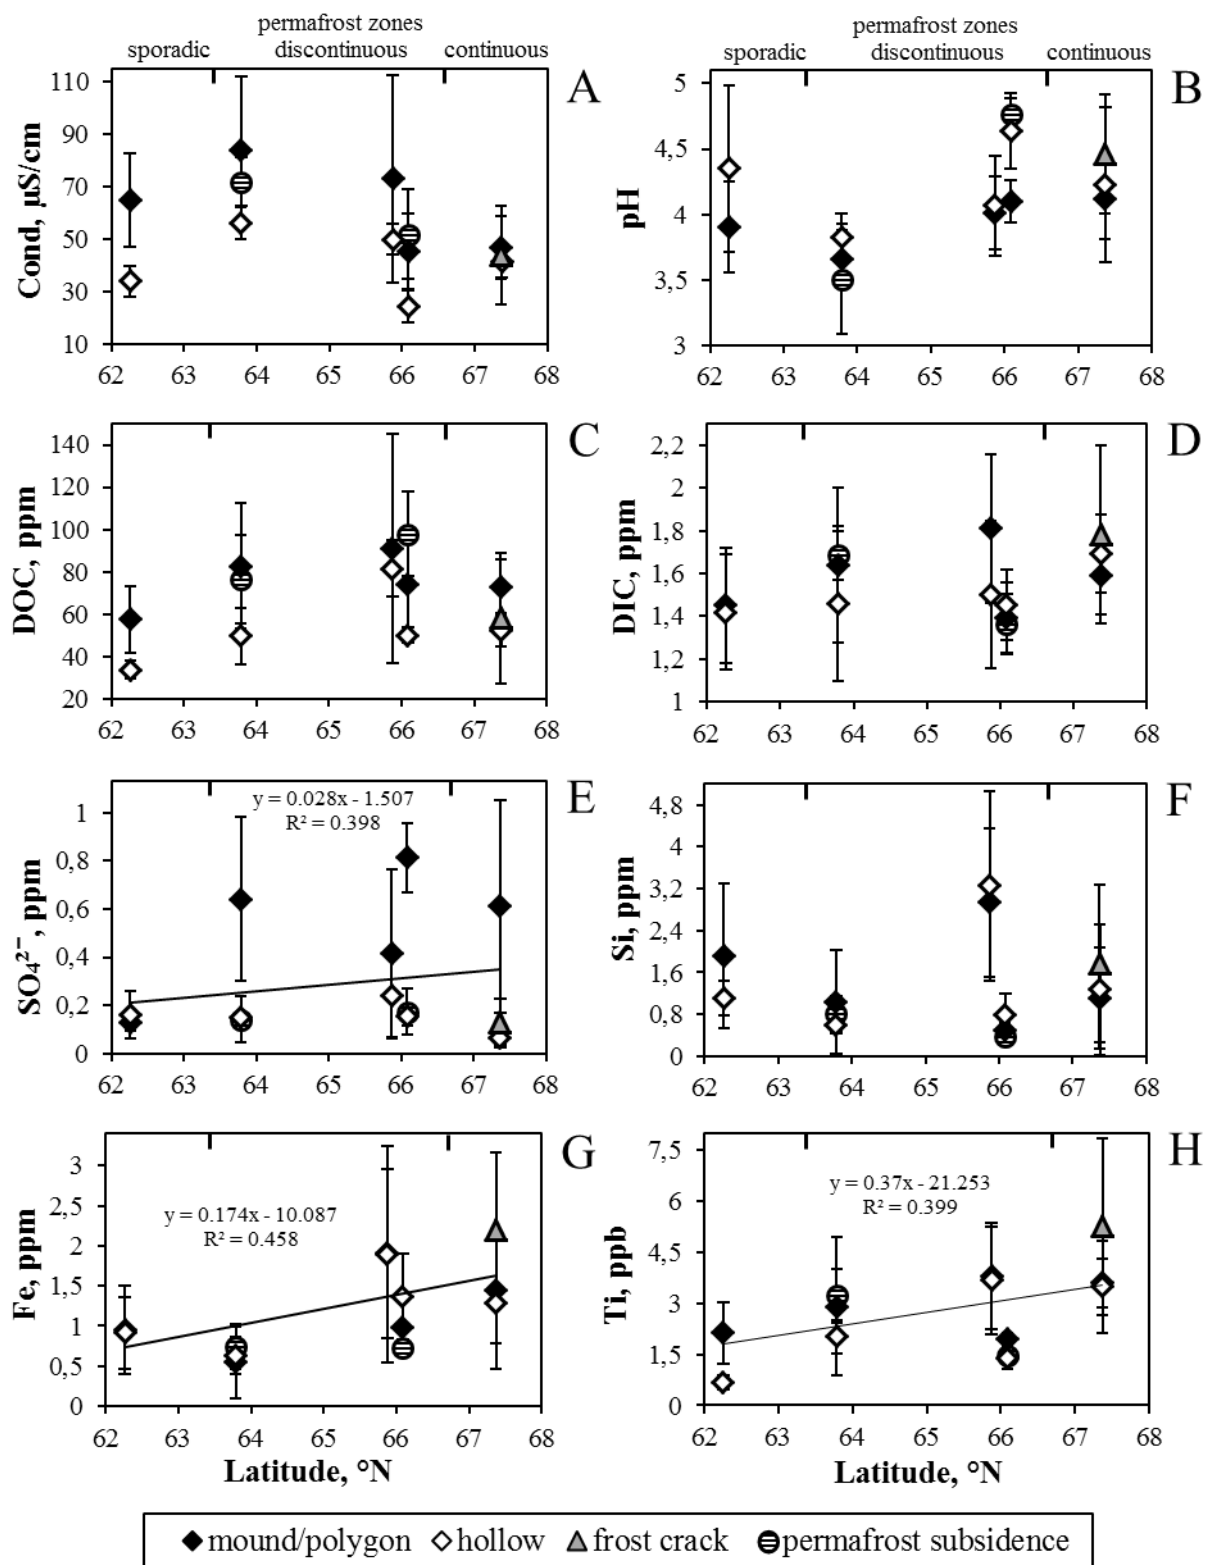 permafrost zones
sporadic discontinuous continuous
permafrost zones
sporadic discontinuous continuous
A
Cond, µS/cm
110
90
70
50
30
10
62 63 64 65 66 67 68
B
pH
5
4,5
4
3,5
3
62 63 64 65 66 67 68
C
DOC, ppm
140
120
100
80
60
40
20
62 63 64 65 66 67 68
D
DIC, ppm
2,2
2
1,8
1,6
1,4
1,2
1
62 63 64 65 66 67 68
E
y = 0.028x - 1.507
R² = 0.398
SO₄²⁻, ppm
1
0,8
0,6
0,4
0,2
0
62 63 64 65 66 67 68
F
Si, ppm
4,8
4
3,2
2,4
1,6
0,8
0
62 63 64 65 66 67 68
G
y = 0.174x - 10.087
R² = 0.458
Fe, ppm
3
2,5
2
1,5
1
0,5
0
62 63 64 65 66 67 68
Latitude, °N
H
y = 0.37x - 21.253
R² = 0.399
Ti, ppb
7,5
6
4,5
3
1,5
0
62 63 64 65 66 67 68
Latitude, °N
mound/polygon hollow frost crack permafrost subsidence